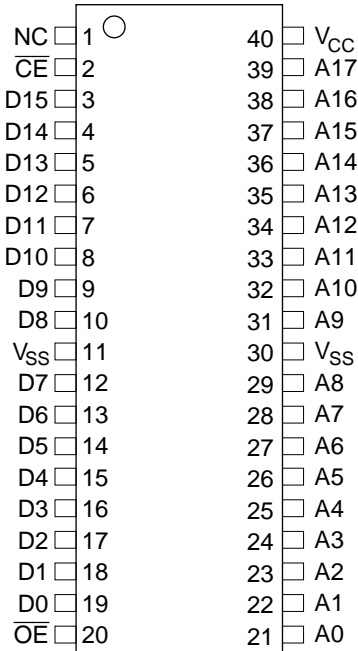 NC 1 40 VCC
CE 2 39 A17
D15 3 38 A16
D14 4 37 A15
D13 5 36 A14
D12 6 35 A13
D11 7 34 A12
D10 8 33 A11
D9 9 32 A10
D8 10 31 A9
VSS 11 30 VSS
D7 12 29 A8
D6 13 28 A7
D5 14 27 A6
D4 15 26 A5
D3 16 25 A4
D2 17 24 A3
D1 18 23 A2
D0 19 22 A1
OE 20 21 A0